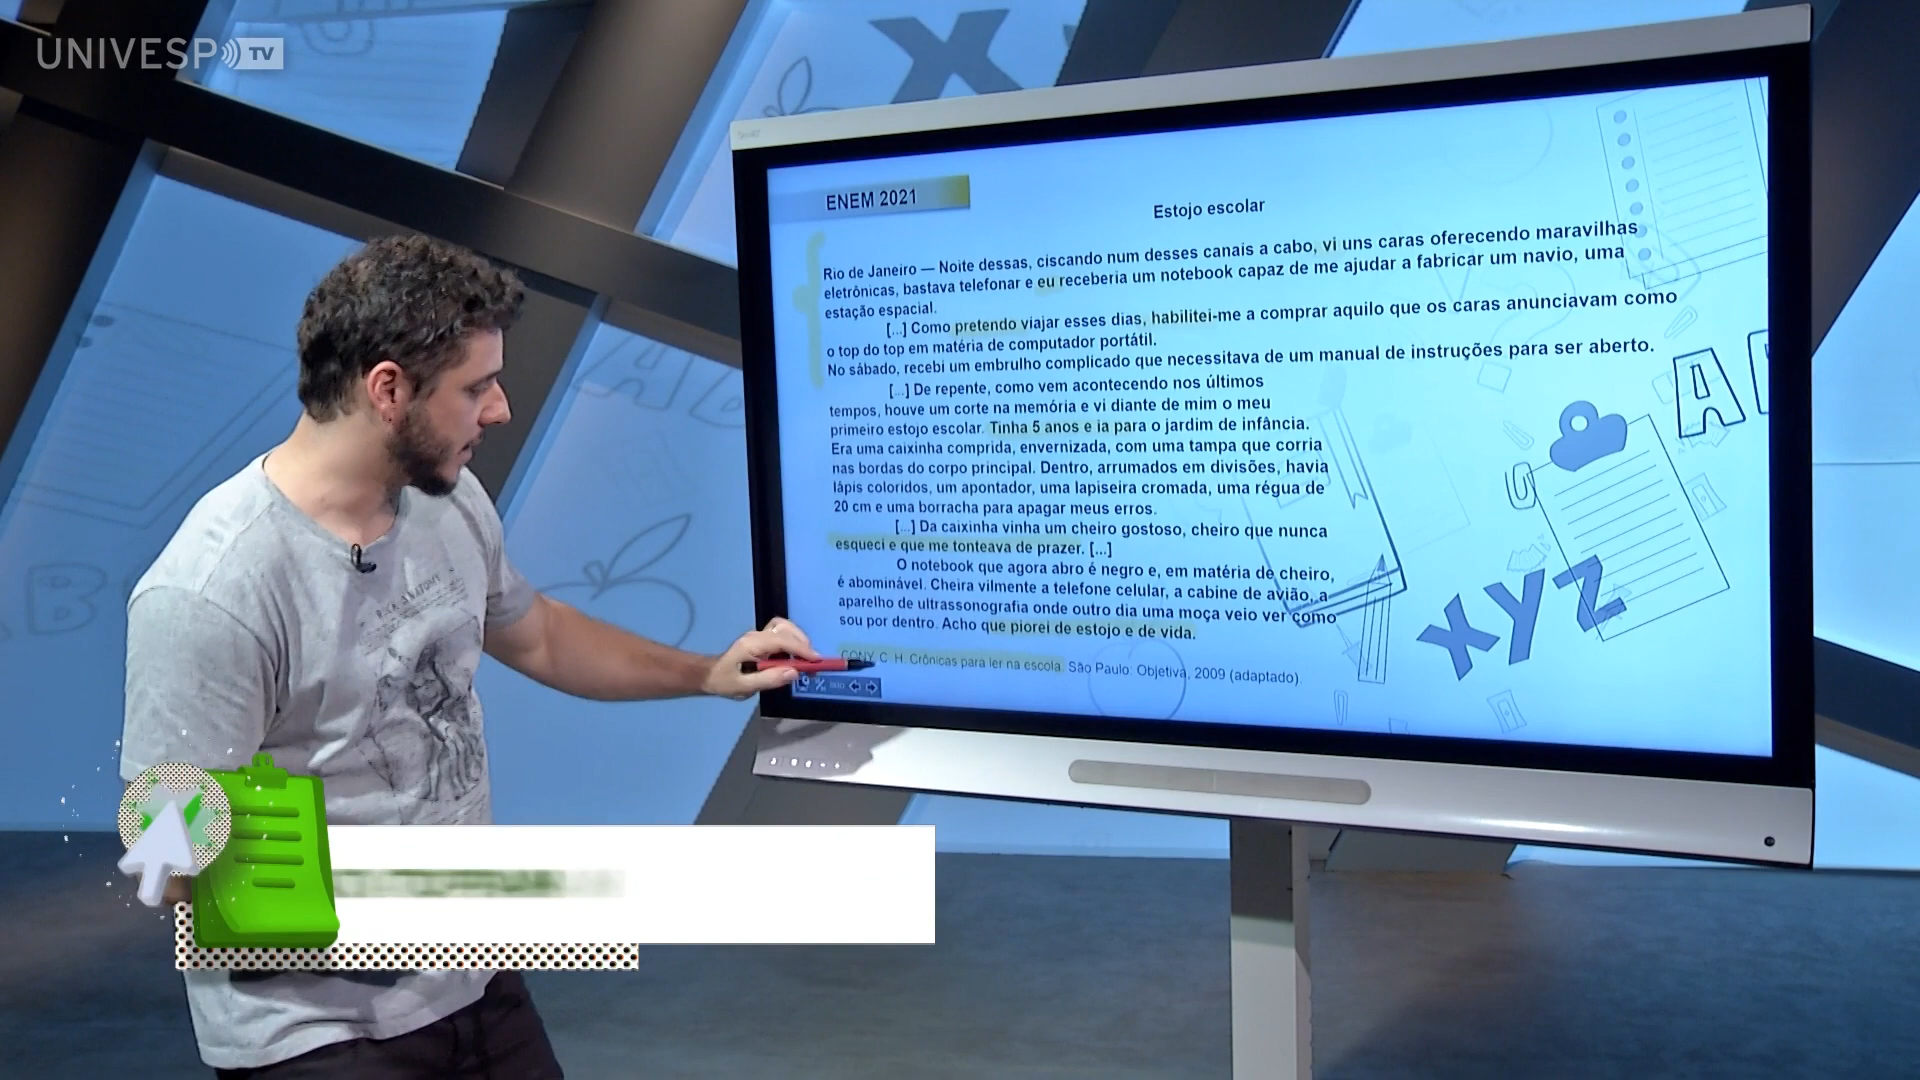 UNIVESP TV
ENEM 2021
Estojo escolar
Rio de Janeiro — Noite dessas, ciscando num desses canais a cabo, vi uns caras oferecendo maravilhas
eletrônicas, bastava telefonar e eu receberia um notebook capaz de me ajudar a fabricar um navio, uma
estação espacial.
[...] Como pretendo viajar esses dias, habilitei-me a comprar aquilo que os caras anunciavam como
o top do top em matéria de computador portátil.
No sábado, recebi um embrulho complicado que necessitava de um manual de instruções para ser aberto.
[...] De repente, como vem acontecendo nos últimos
tempos, houve um corte na memória e vi diante de mim o meu
primeiro estojo escolar. Tinha 5 anos e ia para o jardim de infância.
Era uma caixinha comprida, envernizada, com uma tampa que corria
nas bordas do corpo principal. Dentro, arrumados em divisões, havia
lápis coloridos, um apontador, uma lapiseira cromada, uma régua de
20 cm e uma borracha para apagar meus erros.
[...] Da caixinha vinha um cheiro gostoso, cheiro que nunca
esqueci e que me tonteava de prazer. [...]
O notebook que agora abro é negro e, em matéria de cheiro,
é abominável. Cheira vilmente a telefone celular, a cabine de avião, a
aparelho de ultrassonografia onde outro dia uma moça veio ver como
sou por dentro. Acho que piorei de estojo e de vida.
CONY, C. H. Crônicas para ler na escola. São Paulo: Objetiva, 2009 (adaptado).
X
A
xyz